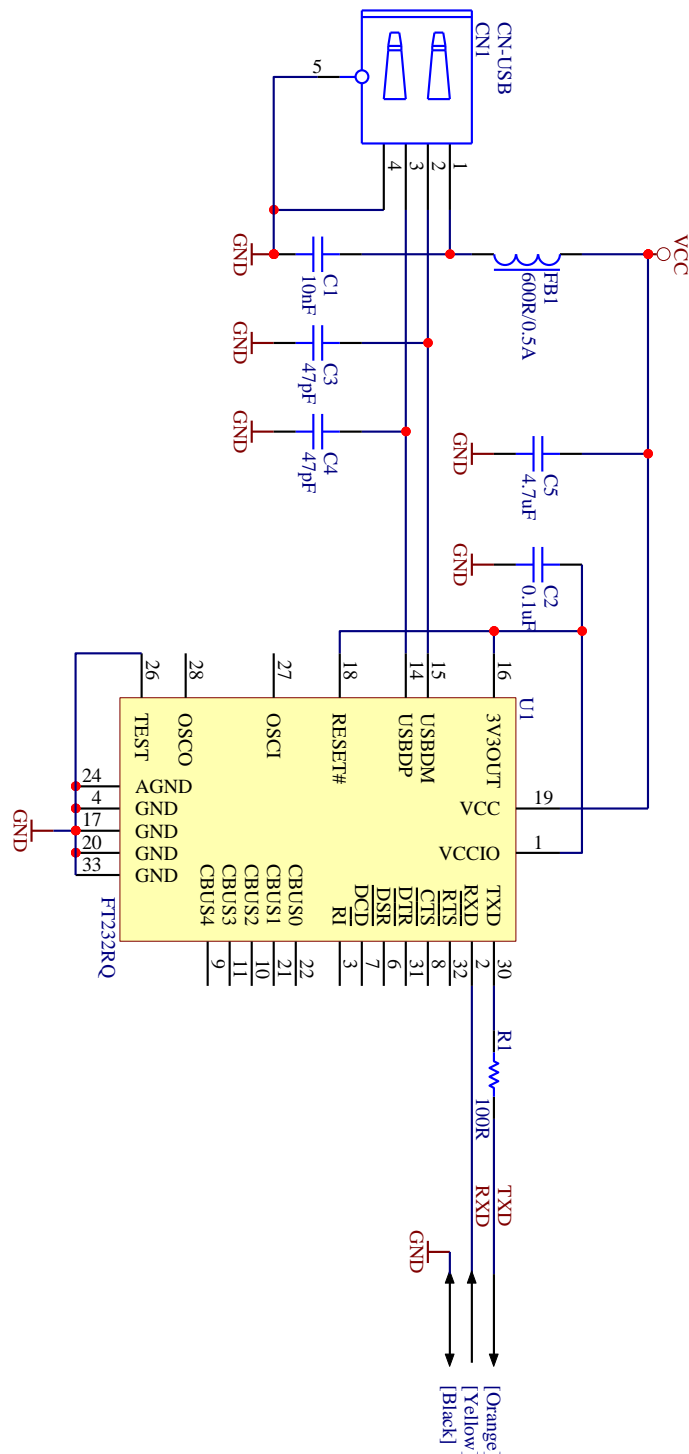 CN-USB
CN1
5
4
3
2
1
GND
C1
10nF
FB1
600R/0.5A
VCC
GND
C3
47pF
GND
C4
47pF
GND
C5
4.7uF
GND
C2
0.1uF
26
28
27
18
14
15
16
U1
TEST
OSCO
OSCI
RESET#
USBDP
USBDM
3V3OUT
24
AGND
4
GND
17
GND
20
GND
33
GND
GND
VCC
19
VCCIO
1
CBUS4
CBUS3
CBUS2
CBUS1
CBUS0
RI
DCD
DSR
DTR
CTS
RTS
RXD
TXD
FT232RQ
9
11
10
21
22
3
7
6
31
8
32
2
30
R1
100R
TXD
RXD
GND
[Orange
[Yellow
[Black]